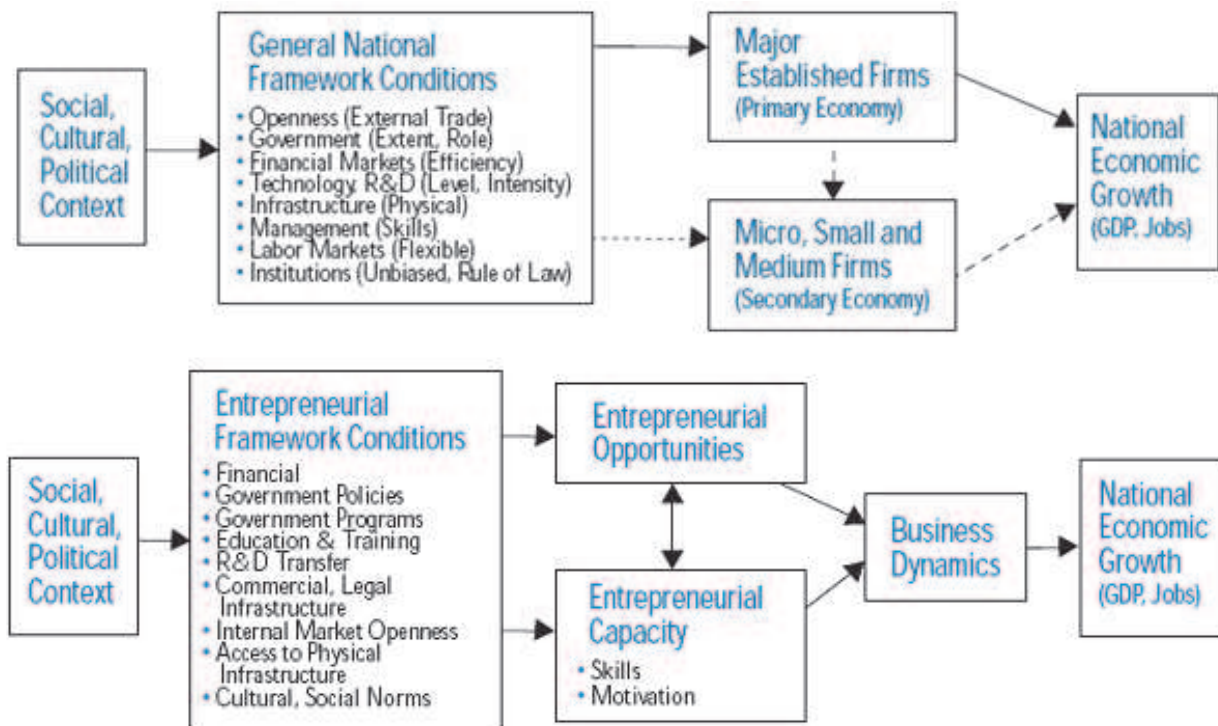 Social,
Cultural,
Political
Context
General National
Framework Conditions
• Openness (External Trade)
• Government (Extent, Role)
• Financial Markets (Efficiency)
• Technology, R&D (Level, Intensity)
• Infrastructure (Physical)
• Management (Skills)
• Labor Markets (Flexible)
• Institutions (Unbiased, Rule of Law)
Major
Established Firms
(Primary Economy)
Micro, Small and
Medium Firms
(Secondary Economy)
National
Economic
Growth
(GDP, Jobs)
Social,
Cultural,
Political
Context
Entrepreneurial
Framework Conditions
• Financial
• Government Policies
• Government Programs
• Education & Training
• R&D Transfer
• Commercial, Legal
Infrastructure
• Internal Market Openness
• Access to Physical
Infrastructure
• Cultural, Social Norms
Entrepreneurial
Opportunities
Entrepreneurial
Capacity
• Skills
• Motivation
Business
Dynamics
National
Economic
Growth
(GDP, Jobs)